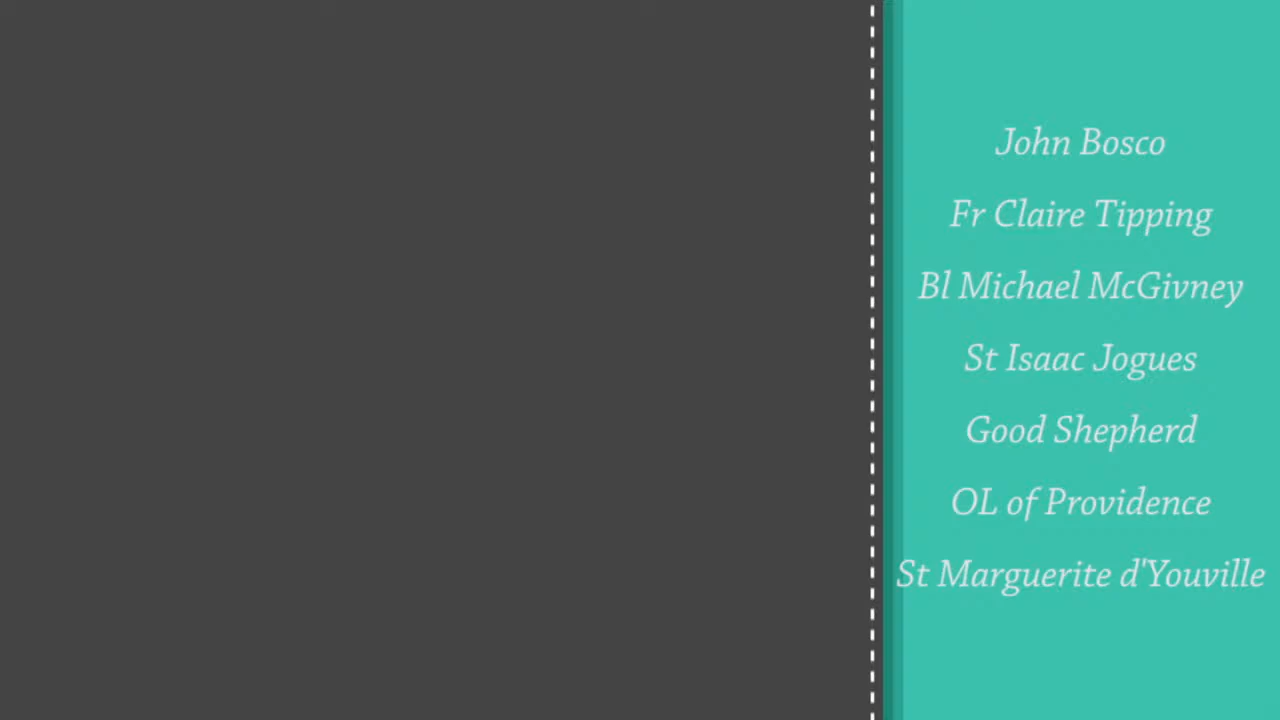 John Bosco
Fr Claire Tipping
Bl Michael McGivney
St Isaac Jogues
Good Shepherd
OL of Providence
St Marguerite d'Youville